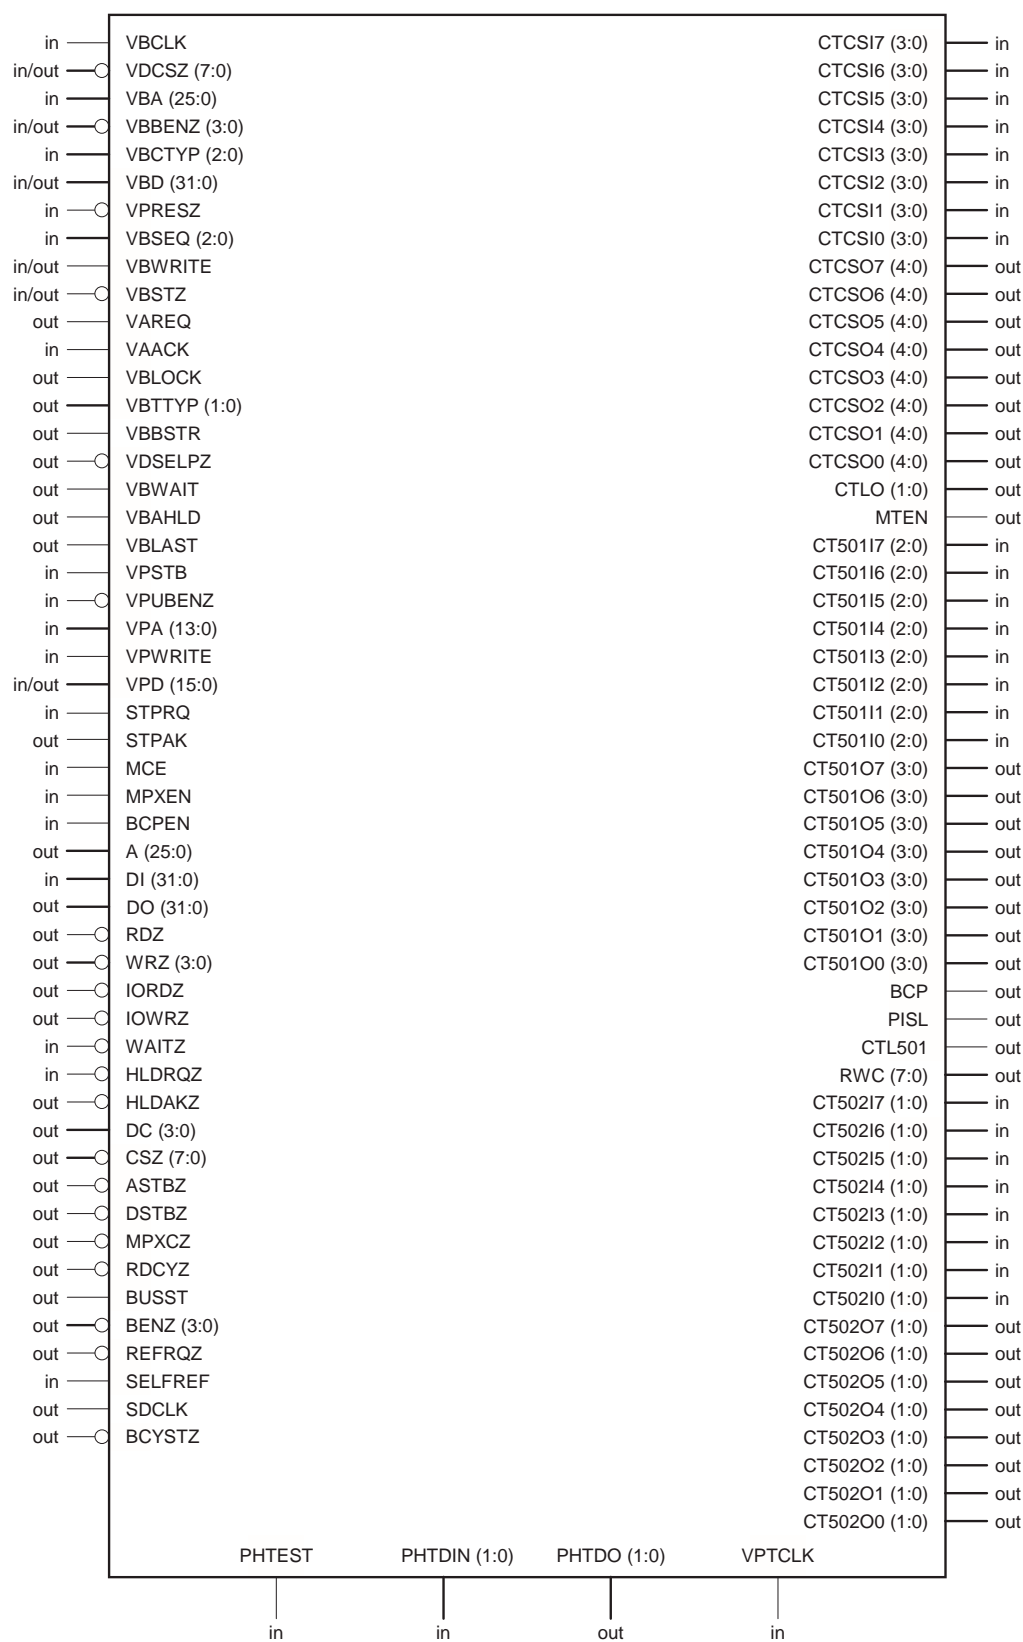 in VBCLK CTCSI7 (3:0) in
in/out VDCSZ (7:0) CTCSI6 (3:0) in
in VBA (25:0) CTCSI5 (3:0) in
in/out VBBENZ (3:0) CTCSI4 (3:0) in
in VBCTYP (2:0) CTCSI3 (3:0) in
in/out VBD (31:0) CTCSI2 (3:0) in
in VPRESZ CTCSI1 (3:0) in
in VBSEQ (2:0) CTCSI0 (3:0) in
in/out VBWRITE CTCSO7 (4:0) out
in/out VBSTZ CTCSO6 (4:0) out
out VAREQ CTCSO5 (4:0) out
in VAACK CTCSO4 (4:0) out
out VBLOCK CTCSO3 (4:0) out
out VBTTYP (1:0) CTCSO2 (4:0) out
out VBBSTR CTCSO1 (4:0) out
out VDSELPZ CTCSO0 (4:0) out
out VBWAIT CTLO (1:0) out
out VBAHLD MTEN out
out VBLAST CT501I7 (2:0) in
in VPSTB CT501I6 (2:0) in
in VPUBENZ CT501I5 (2:0) in
in VPA (13:0) CT501I4 (2:0) in
in VPWRITE CT501I3 (2:0) in
in/out VPD (15:0) CT501I2 (2:0) in
in STPRQ CT501I1 (2:0) in
out STPAK CT501I0 (2:0) in
in MCE CT501O7 (3:0) out
in MPXEN CT501O6 (3:0) out
in BCPEN CT501O5 (3:0) out
out A (25:0) CT501O4 (3:0) out
in DI (31:0) CT501O3 (3:0) out
out DO (31:0) CT501O2 (3:0) out
out RDZ CT501O1 (3:0) out
out WRZ (3:0) CT501O0 (3:0) out
out IORDZ BCP out
out IOWRZ PISL out
in WAITZ CTL501 out
in HLDRQZ RWC (7:0) out
out HLDAKZ CT502I7 (1:0) in
out DC (3:0) CT502I6 (1:0) in
out CSZ (7:0) CT502I5 (1:0) in
out ASTBZ CT502I4 (1:0) in
out DSTBZ CT502I3 (1:0) in
out MPXCZ CT502I2 (1:0) in
out RDCYZ CT502I1 (1:0) in
out BUSST CT502I0 (1:0) in
out BENZ (3:0) CT502O7 (1:0) out
out REFRQZ CT502O6 (1:0) out
in SELFREF CT502O5 (1:0) out
out SDCLK CT502O4 (1:0) out
out BCYSTZ CT502O3 (1:0) out
CT502O2 (1:0) out
CT502O1 (1:0) out
CT502O0 (1:0) out
PHTEST PHTDIN (1:0) PHTDO (1:0) VPTCLK
in in out in